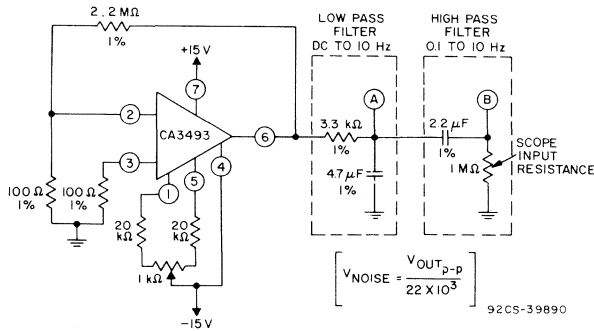 2.2 MΩ
1%
+15 V
LOW PASS
FILTER
DC TO 10 Hz
HIGH PASS
FILTER
0.1 TO 10 Hz
7
A
B
2
CA3493
6
3.3 kΩ
1%
2.2 μF
1%
SCOPE
INPUT
RESISTANCE
3
4
1
5
4.7 μF
1%
1 MΩ
100 Ω
1%
100 Ω
1%
20
kΩ
20
kΩ
1 kΩ
-15 V
VNOISE = VOUTp-p
22 X 10³
92CS-39890